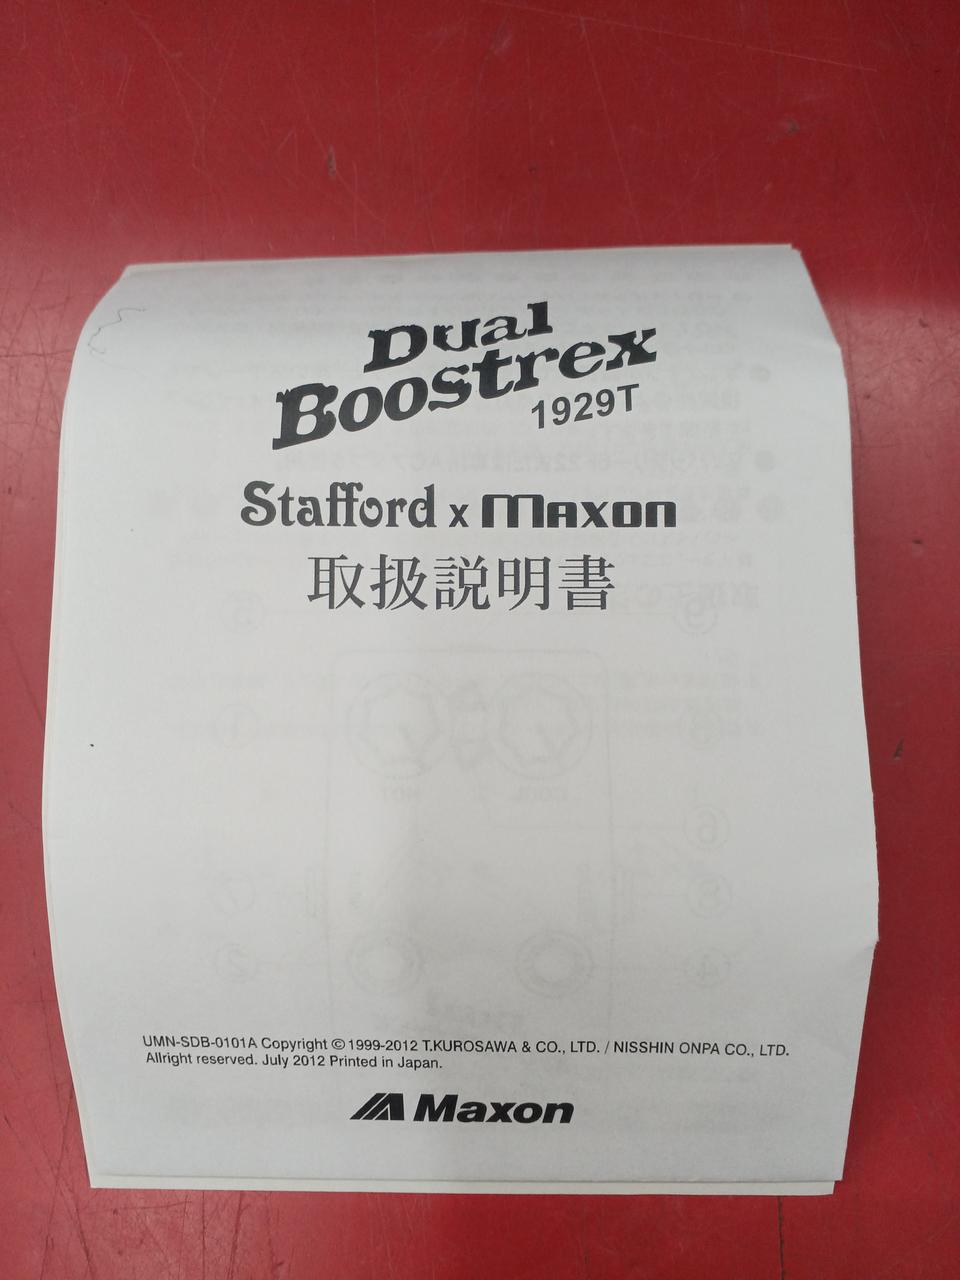 Dual
Boostrex
1929T
Stafford x maxon
取扱説明書
UMN-SDB-0101A Copyright © 1999-2012 T.KUROSAWA & CO., LTD. / NISSHIN ONPA CO., LTD.
Allright reserved. July 2012 Printed in Japan.
Maxon